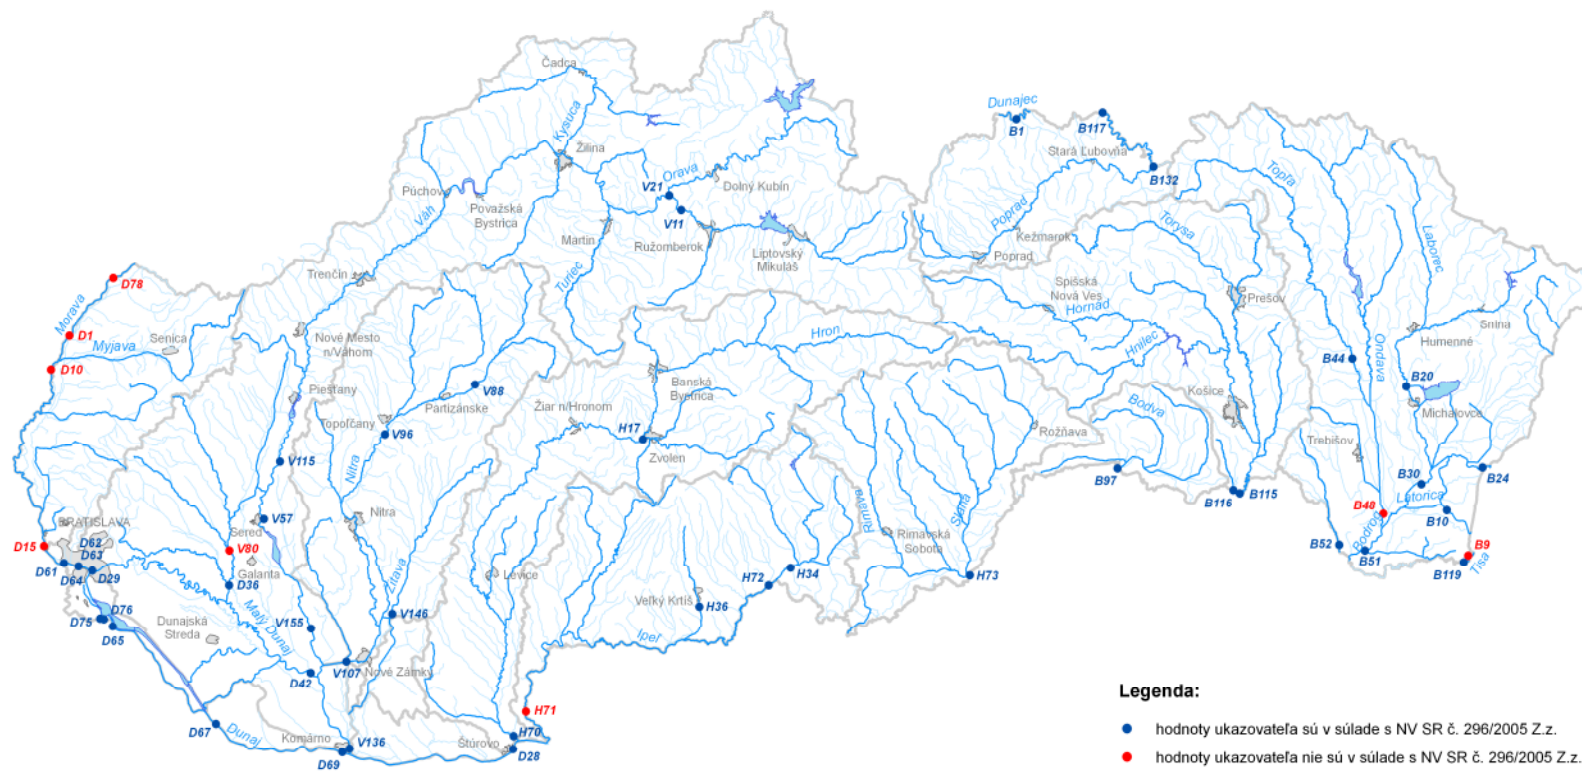 Čadca
Dunajec
B1
B117
Kysuca
Žilina
Stará Ľubovňa
B132
Topľa
Orava
V21
Dolný Kubín
Púchov
Považská
Bystrica
V11
Váh
Poprad
Torysa
Martin
Ružomberok
Kežmarok
Laborec
Liptovský
Mikuláš
Poprad
Trenčín
Turiec
Spišská
Nová Ves
Prešov
D78
Hornád
Morava
D1
Senica
Nové Mesto
n/Váhom
Hron
Ondava
Snina
Humenné
Myjava
Hnilec
D10
B44
V88
Banská
Bystrica
B20
Piešťany
Partizánske
Žiar n/Hronom
Košice
Bodva
Michalovce
Topoľčany
V96
H17
Rožňava
Trebišov
Zvolen
V115
Nitra
B97
B30
B24
Rimava
Slaná
B116
B115
Latorica
V57
Nitra
B40
B10
BRATISLAVA
D62
Sereď
Rimavská
Sobota
Bodrog
D15
D63
V80
B52
B51
B9
D61
D64
D29
Galanta
Levice
H34
H73
B119
Tisa
D36
H72
Žitava
D76
Malý Dunaj
V146
Veľký Krtíš
H36
D75
D65
Dunajská
Streda
V155
Ipeľ
V107
Nové Zámky
D42
H71
D67
Dunaj
Komárno
V136
D69
Štúrovo
H70
D28
Legenda:
hodnoty ukazovateľa sú v súlade s NV SR č. 296/2005 Z.z.
hodnoty ukazovateľa nie sú v súlade s NV SR č. 296/2005 Z.z.